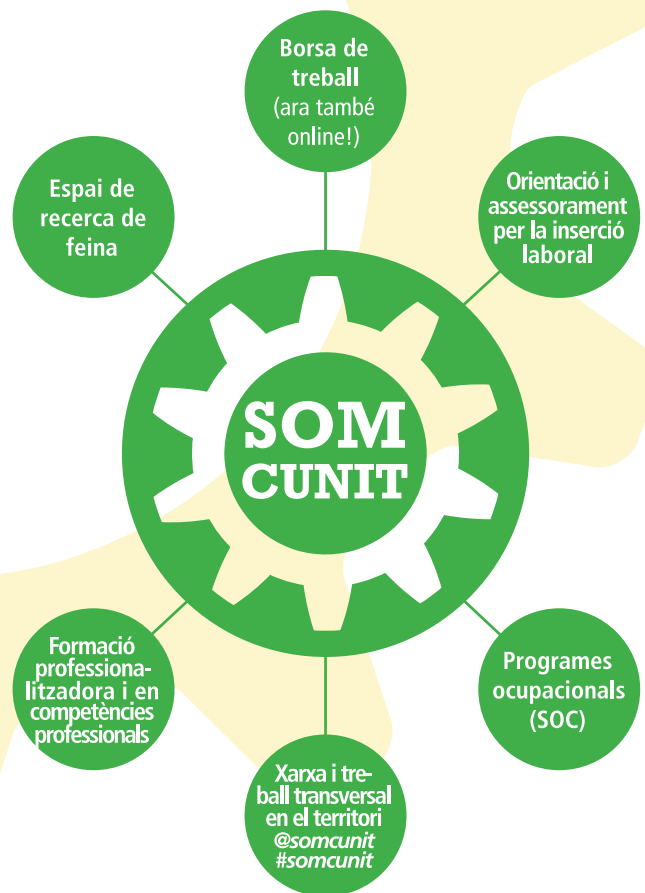 Borsa de
treball
(ara també
online!)
Orientació i
assessorament
per la inserció
laboral
Espai de
recerca de
feina
SOM
CUNIT
Programes
ocupacionals
(SOC)
Formació
professiona-
litzadora i en
competències
professionals
Xarxa i tre-
ball transversal
en el territori
@somcunit
#somcunit